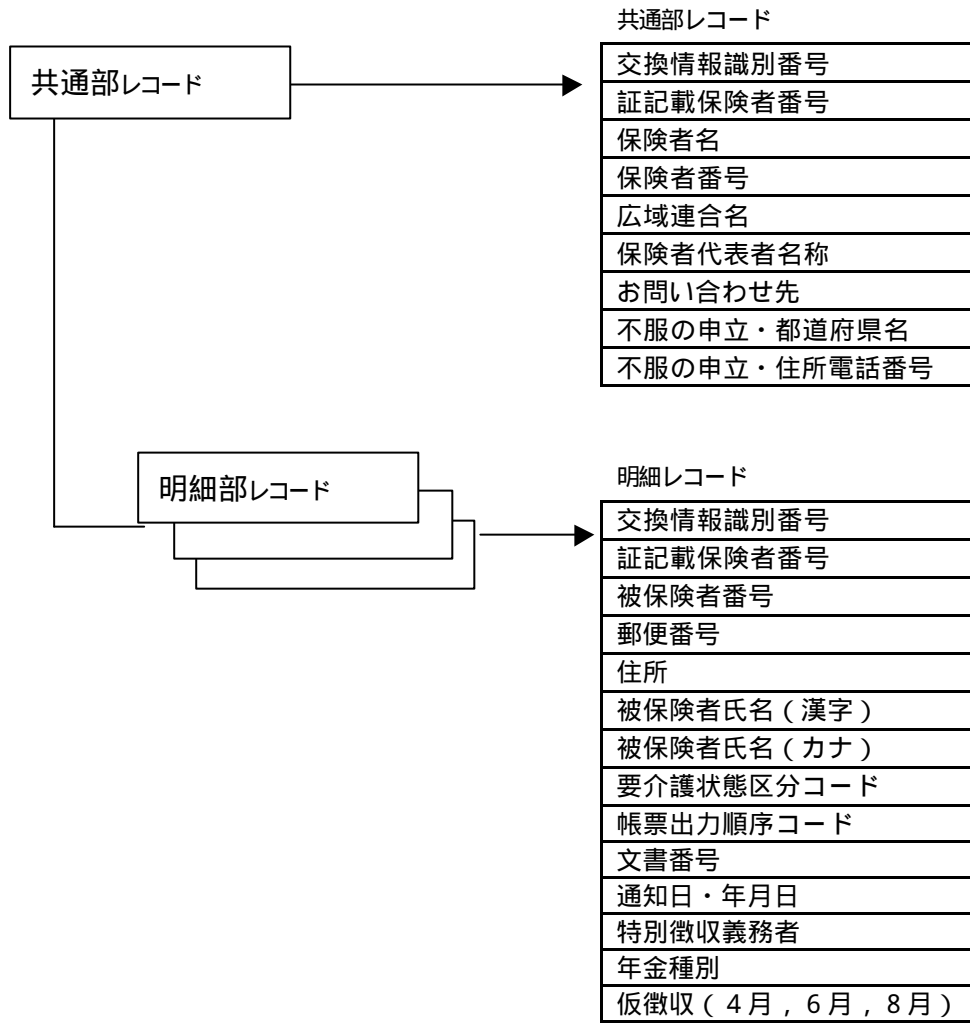 共通部レコード
共通部レコード
交換情報識別番号
証記載保険者番号
保険者名
保険者番号
広域連合名
保険者代表者名称
お問い合わせ先
不服の申立・都道府県名
不服の申立・住所電話番号
明細部レコード
明細レコード
交換情報識別番号
証記載保険者番号
被保険者番号
郵便番号
住所
被保険者氏名(漢字)
被保険者氏名(カナ)
要介護状態区分コード
帳票出力順序コード
文書番号
通知日・年月日
特別徴収義務者
年金種別
仮徴収(4月,6月,8月)